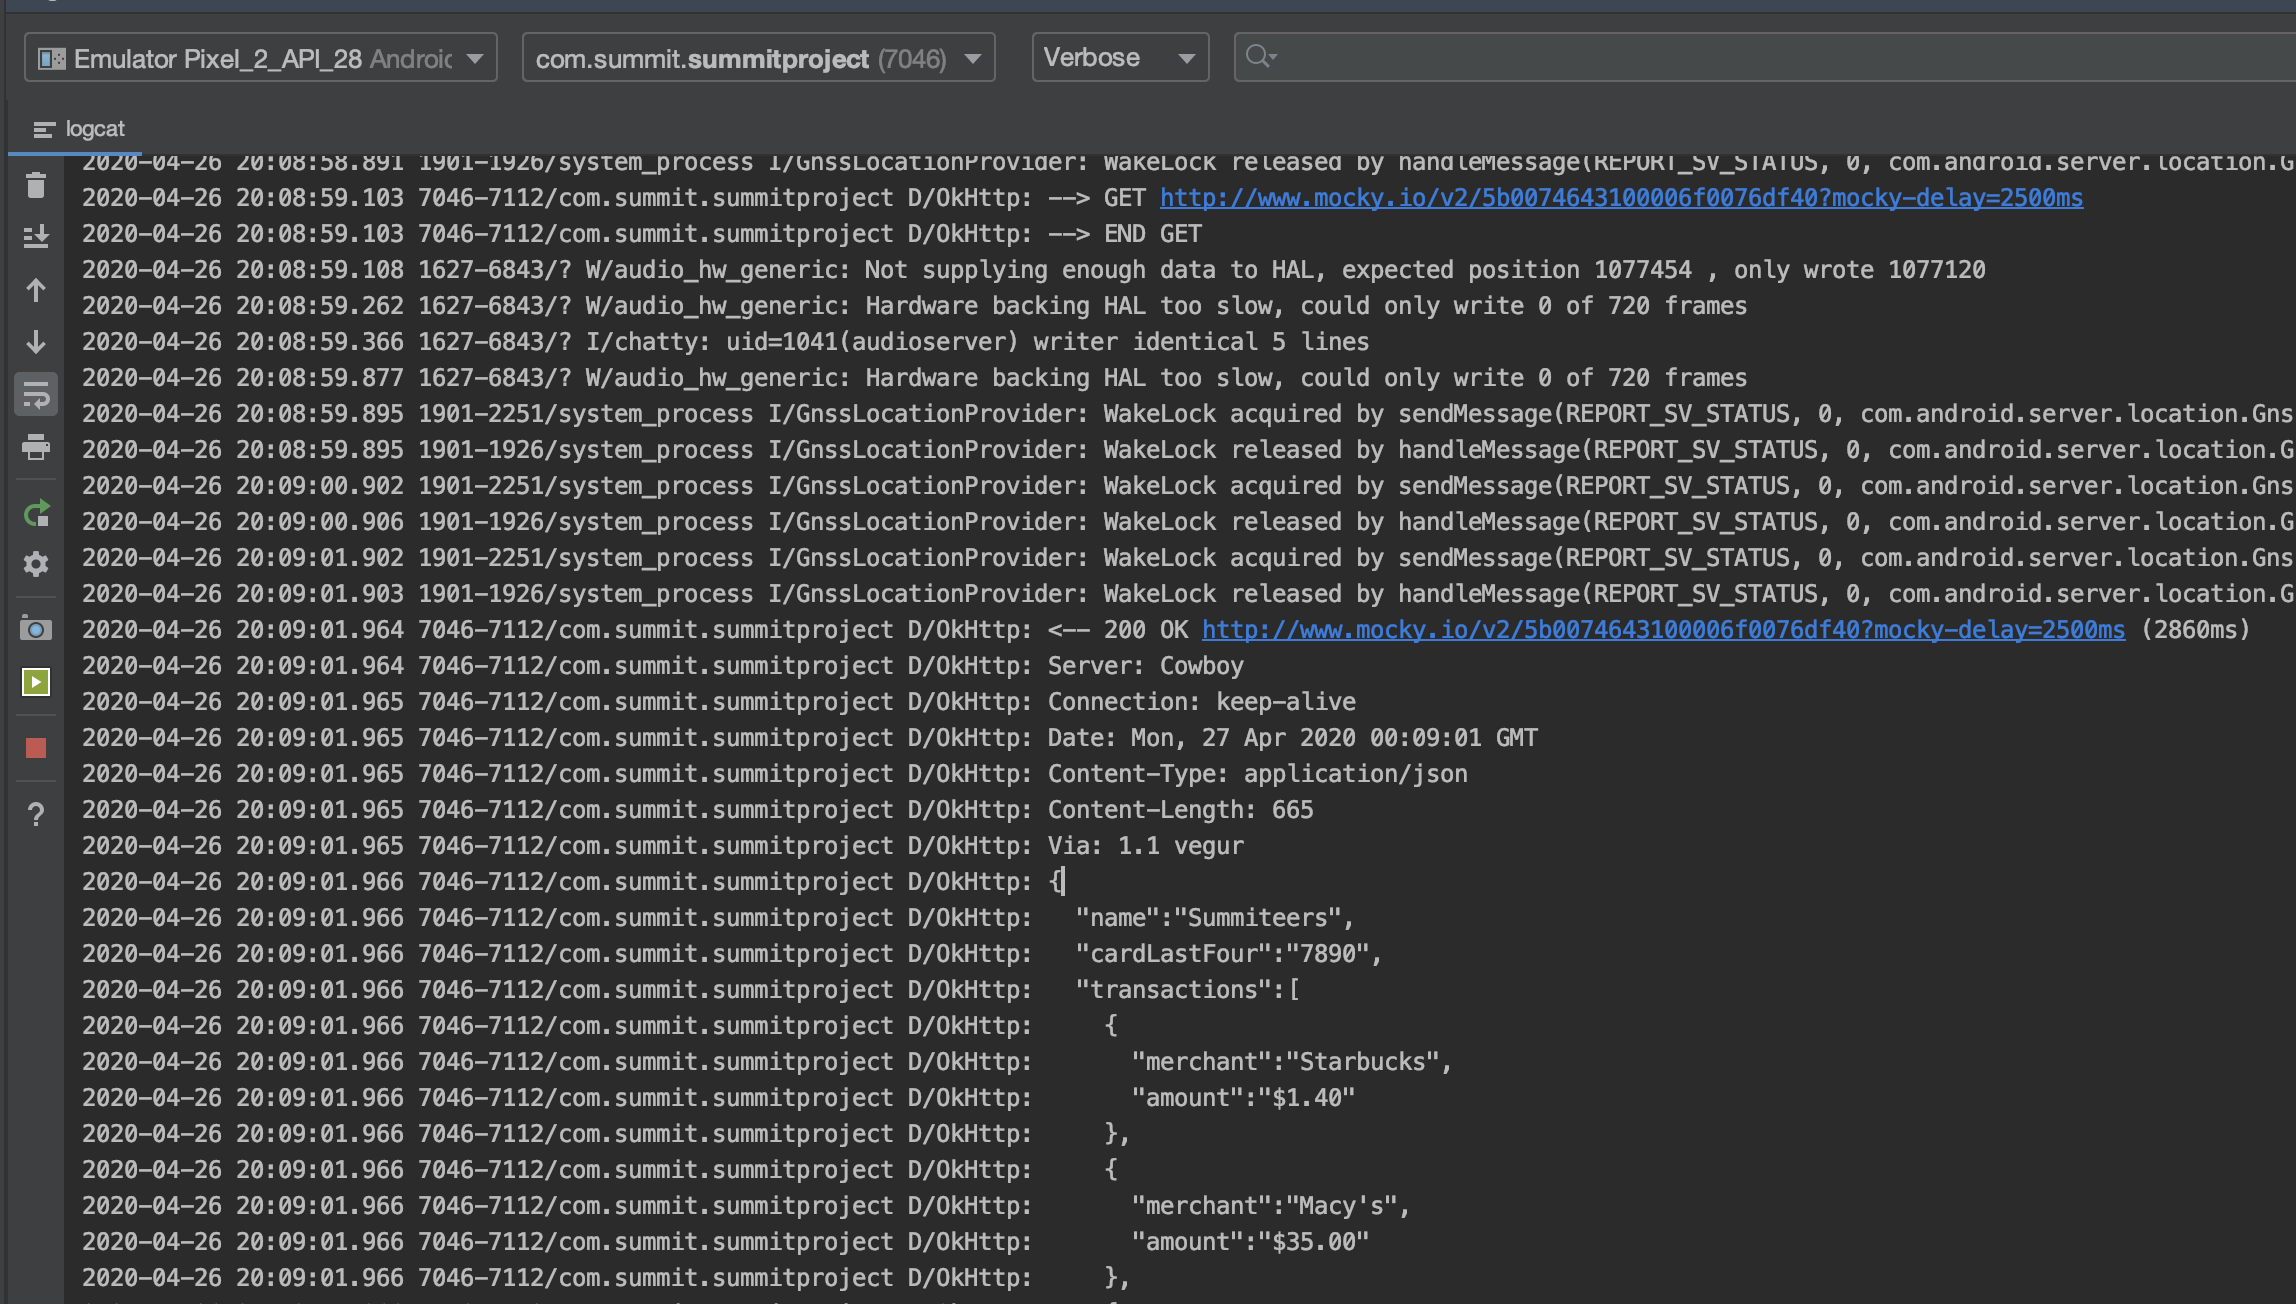 Emulator Pixel_2_API_28 Android com.summit.summitproject (7046) Verbose
logcat
2020-04-26 20:08:58.891 1901-1926/system_process I/GnssLocationProvider: WakeLock released by handleMessage(REPORT_SV_STATUS, 0, com.android.server.location.G
2020-04-26 20:08:59.103 7046-7112/com.summit.summitproject D/OkHttp: --> GET http://www.mocky.io/v2/5b0074643100006f0076df40?mocky-delay=2500ms
2020-04-26 20:08:59.103 7046-7112/com.summit.summitproject D/OkHttp: --> END GET
2020-04-26 20:08:59.108 1627-6843/? W/audio_hw_generic: Not supplying enough data to HAL, expected position 1077454 , only wrote 1077120
2020-04-26 20:08:59.262 1627-6843/? W/audio_hw_generic: Hardware backing HAL too slow, could only write 0 of 720 frames
2020-04-26 20:08:59.366 1627-6843/? I/chatty: uid=1041(audioserver) writer identical 5 lines
2020-04-26 20:08:59.877 1627-6843/? W/audio_hw_generic: Hardware backing HAL too slow, could only write 0 of 720 frames
2020-04-26 20:08:59.895 1901-2251/system_process I/GnssLocationProvider: WakeLock acquired by sendMessage(REPORT_SV_STATUS, 0, com.android.server.location.Gns
2020-04-26 20:08:59.895 1901-1926/system_process I/GnssLocationProvider: WakeLock released by handleMessage(REPORT_SV_STATUS, 0, com.android.server.location.G
2020-04-26 20:09:00.902 1901-2251/system_process I/GnssLocationProvider: WakeLock acquired by sendMessage(REPORT_SV_STATUS, 0, com.android.server.location.Gns
2020-04-26 20:09:00.906 1901-1926/system_process I/GnssLocationProvider: WakeLock released by handleMessage(REPORT_SV_STATUS, 0, com.android.server.location.G
2020-04-26 20:09:01.902 1901-2251/system_process I/GnssLocationProvider: WakeLock acquired by sendMessage(REPORT_SV_STATUS, 0, com.android.server.location.Gns
2020-04-26 20:09:01.903 1901-1926/system_process I/GnssLocationProvider: WakeLock released by handleMessage(REPORT_SV_STATUS, 0, com.android.server.location.G
2020-04-26 20:09:01.964 7046-7112/com.summit.summitproject D/OkHttp: <-- 200 OK http://www.mocky.io/v2/5b0074643100006f0076df40?mocky-delay=2500ms (2860ms)
2020-04-26 20:09:01.964 7046-7112/com.summit.summitproject D/OkHttp: Server: Cowboy
2020-04-26 20:09:01.965 7046-7112/com.summit.summitproject D/OkHttp: Connection: keep-alive
2020-04-26 20:09:01.965 7046-7112/com.summit.summitproject D/OkHttp: Date: Mon, 27 Apr 2020 00:09:01 GMT
2020-04-26 20:09:01.965 7046-7112/com.summit.summitproject D/OkHttp: Content-Type: application/json
2020-04-26 20:09:01.965 7046-7112/com.summit.summitproject D/OkHttp: Content-Length: 665
2020-04-26 20:09:01.965 7046-7112/com.summit.summitproject D/OkHttp: Via: 1.1 vegur
2020-04-26 20:09:01.966 7046-7112/com.summit.summitproject D/OkHttp: {
2020-04-26 20:09:01.966 7046-7112/com.summit.summitproject D/OkHttp:   "name":"Summiteers",
2020-04-26 20:09:01.966 7046-7112/com.summit.summitproject D/OkHttp:   "cardLastFour":"7890",
2020-04-26 20:09:01.966 7046-7112/com.summit.summitproject D/OkHttp:   "transactions":[
2020-04-26 20:09:01.966 7046-7112/com.summit.summitproject D/OkHttp:     {
2020-04-26 20:09:01.966 7046-7112/com.summit.summitproject D/OkHttp:       "merchant":"Starbucks",
2020-04-26 20:09:01.966 7046-7112/com.summit.summitproject D/OkHttp:       "amount":"$1.40"
2020-04-26 20:09:01.966 7046-7112/com.summit.summitproject D/OkHttp:     },
2020-04-26 20:09:01.966 7046-7112/com.summit.summitproject D/OkHttp:     {
2020-04-26 20:09:01.966 7046-7112/com.summit.summitproject D/OkHttp:       "merchant":"Macy's",
2020-04-26 20:09:01.966 7046-7112/com.summit.summitproject D/OkHttp:       "amount":"$35.00"
2020-04-26 20:09:01.966 7046-7112/com.summit.summitproject D/OkHttp:     },